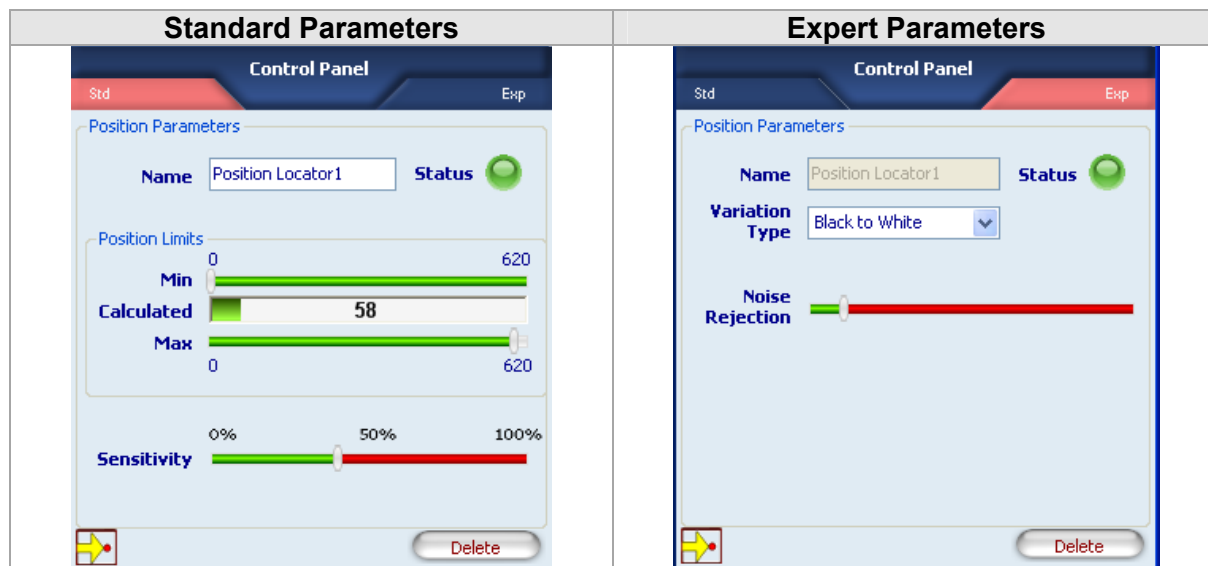 Standard Parameters
Expert Parameters
Control Panel
Std
Exp
Position Parameters
Name
Position Locator1
Status
Position Limits
0
620
Min
Calculated
58
Max
0
620
0%
50%
100%
Sensitivity
Delete
Control Panel
Std
Exp
Position Parameters
Name
Position Locator1
Status
Variation
Type
Black to White
Noise
Rejection
Delete